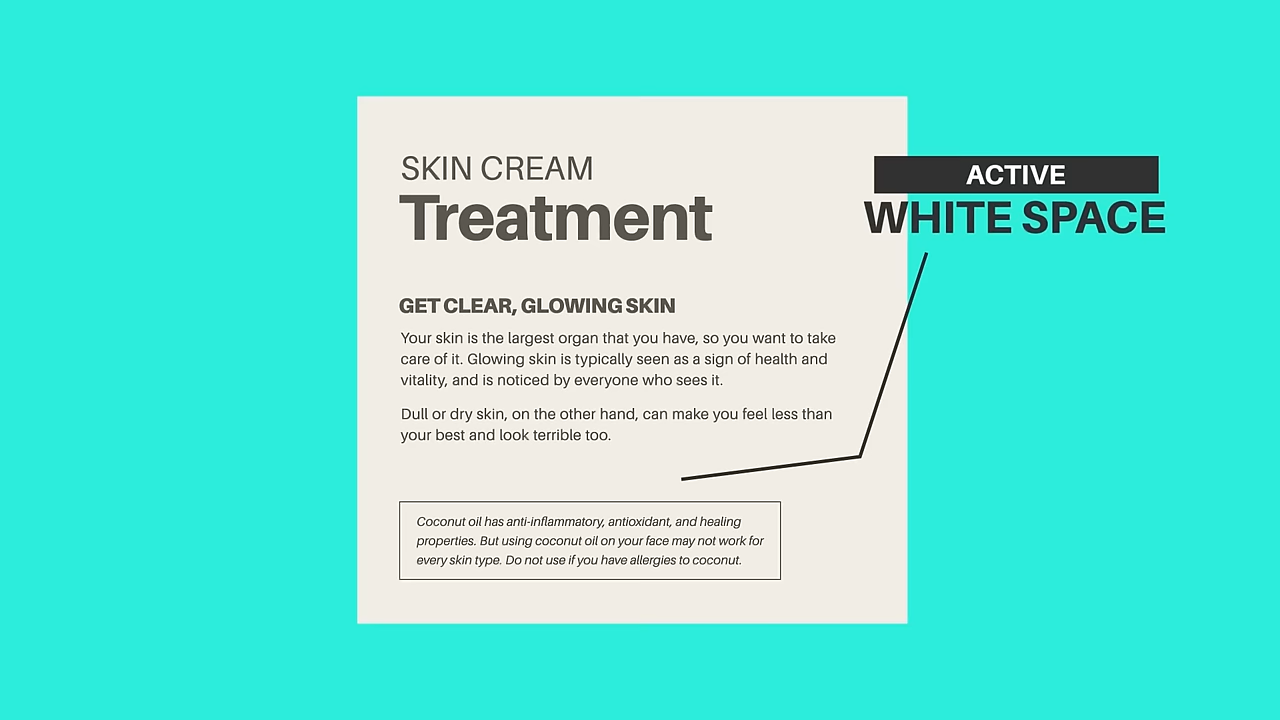 SKIN CREAM
Treatment
ACTIVE
WHITE SPACE
GET CLEAR, GLOWING SKIN
Your skin is the largest organ that you have, so you want to take
care of it. Glowing skin is typically seen as a sign of health and
vitality, and is noticed by everyone who sees it.
Dull or dry skin, on the other hand, can make you feel less than
your best and look terrible too.
Coconut oil has anti-inflammatory, antioxidant, and healing
properties. But using coconut oil on your face may not work for
every skin type. Do not use if you have allergies to coconut.